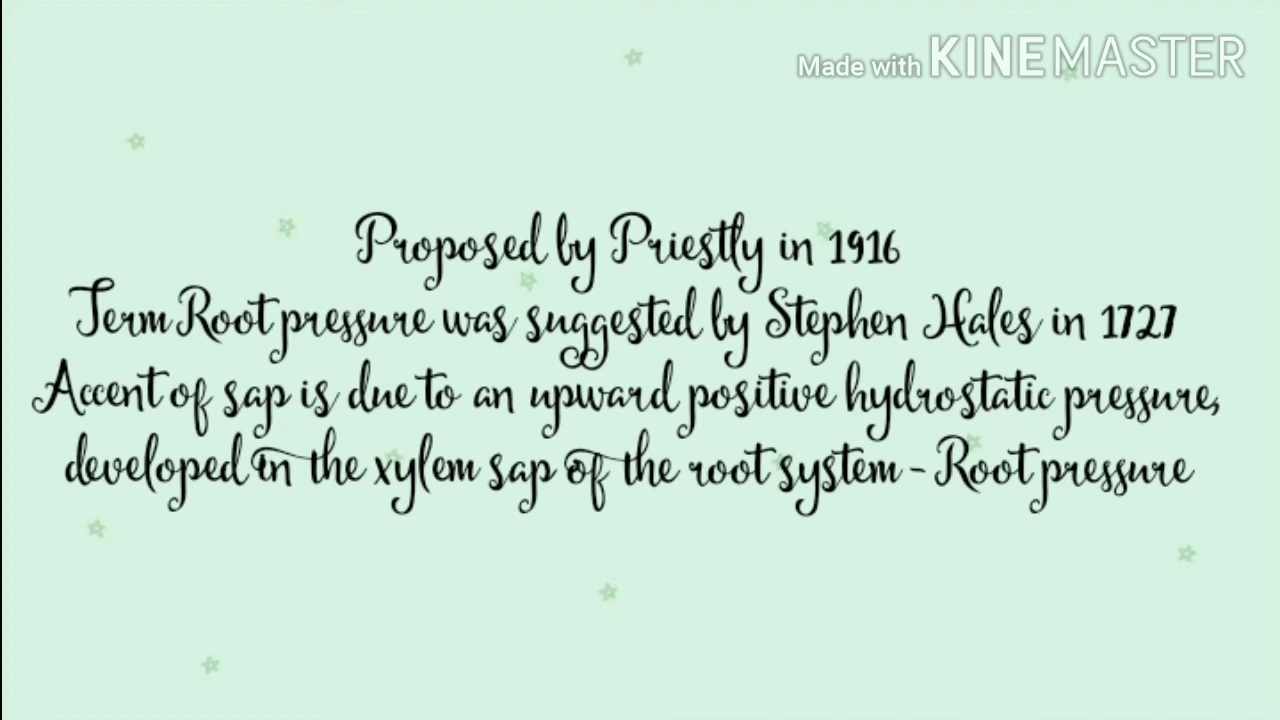 Made with KINEMASTER
Proposed by Priestly in 1916
Term Root pressure was suggested by Stephen Hales in 1727
Accent of sap is due to an upward positive hydrostatic pressure,
developed in the xylem sap of the root system - Root pressure